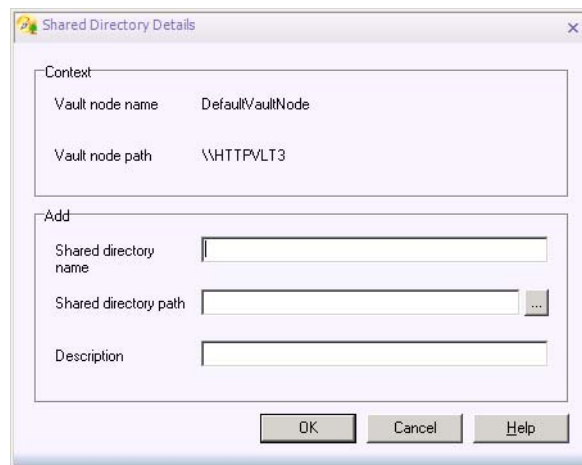 Shared Directory Details
Context
Vault node name DefaultVaultNode
Vault node path \\HTTPVLT3
Add
Shared directory
name
Shared directory path ...
Description
OK Cancel Help